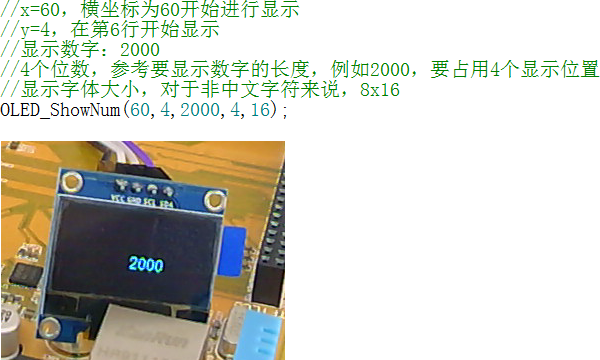 //x=60，横坐标为60开始进行显示
//y=4，在第6行开始显示
//显示数字：2000
//4个位数，参考要显示数字的长度，例如2000，要占用4个显示位置
//显示字体大小，对于非中文字符来说，8x16
OLED_ShowNum(60,4,2000,4,16);
VCC GND SCL SDA
2000